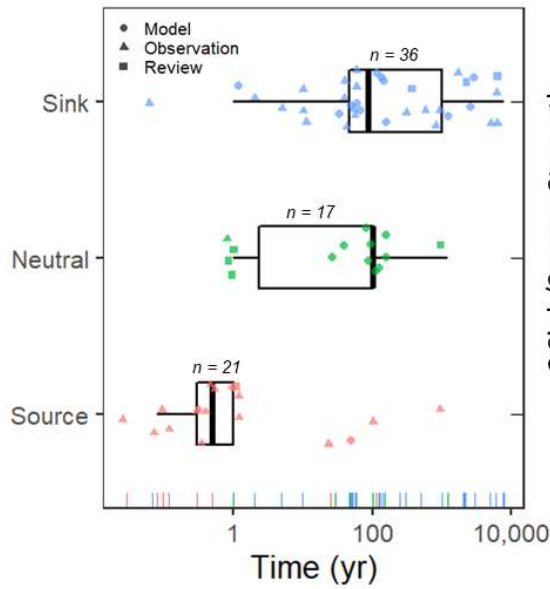 Model
Observation
Review
n = 36
Sink
n = 17
Neutral
n = 21
Source
1
100
10,000
Time (yr)